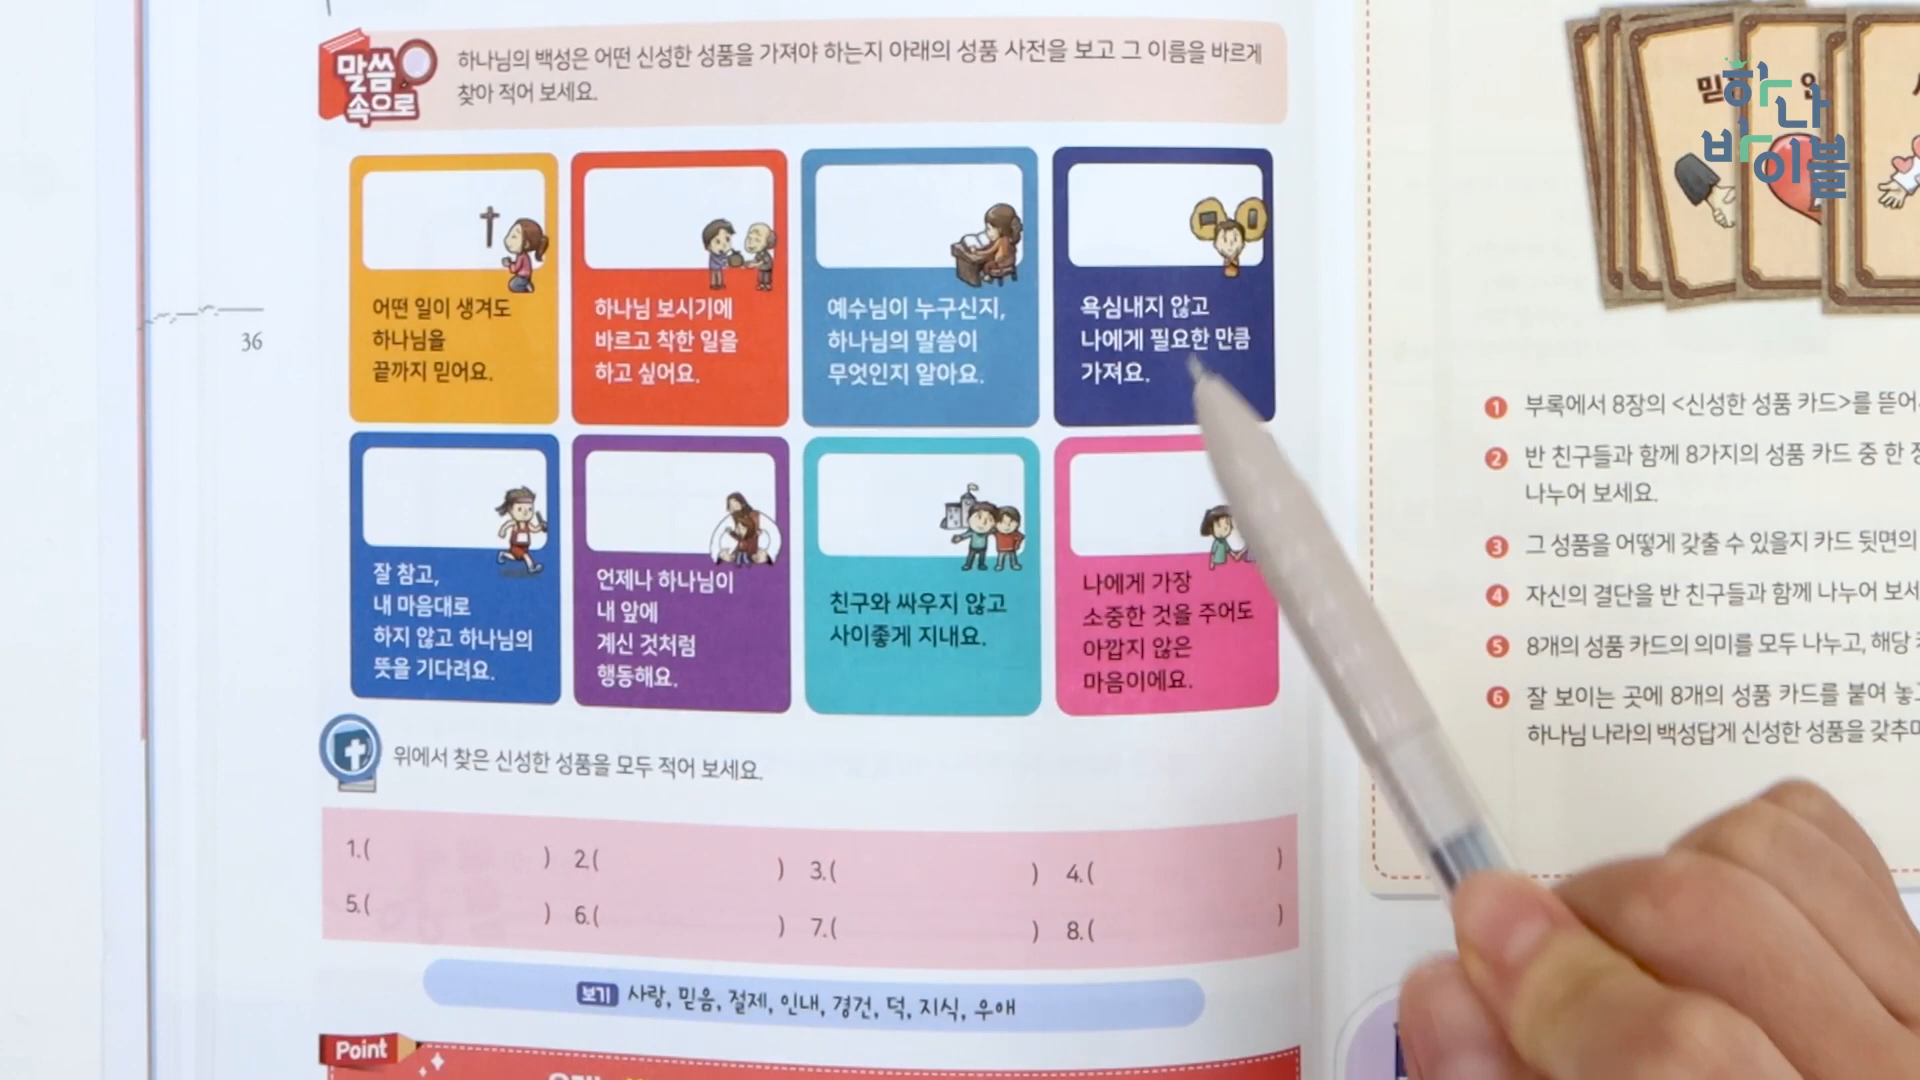 말씀
속으로
하나님의 백성은 어떤 신성한 성품을 가져야 하는지 아래의 성품 사전을 보고 그 이름을 바르게
찾아 적어 보세요.
어떤 일이 생겨도
하나님을
끝까지 믿어요.
하나님 보시기에
바르고 착한 일을
하고 싶어요.
예수님이 누구신지,
하나님의 말씀이
무엇인지 알아요.
욕심내지 않고
나에게 필요한 만큼
가져요.
36
잘 참고,
내 마음대로
하지 않고 하나님의
뜻을 기다려요.
언제나 하나님이
내 앞에
계신 것처럼
행동해요.
친구와 싸우지 않고
사이좋게 지내요.
나에게 가장
소중한 것을 주어도
아깝지 않은
마음이에요.
위에서 찾은 신성한 성품을 모두 적어 보세요.
1.( ) 2.( ) 3.( ) 4.( )
5.( ) 6.( ) 7.( ) 8.( )
보기 사랑, 믿음, 절제, 인내, 경건, 덕, 지식, 우애
Point
하나
바이블
1 부록에서 8장의 <신성한 성품 카드>를 뜯어
2 반 친구들과 함께 8가지의 성품 카드 중 한
나누어 보세요.
3 그 성품을 어떻게 갖출 수 있을지 카드 뒷면의
4 자신의 결단을 반 친구들과 함께 나누어 보세
5 8개의 성품 카드의 의미를 모두 나누고, 해당
6 잘 보이는 곳에 8개의 성품 카드를 붙여 놓
하나님 나라의 백성답게 신성한 성품을 갖추